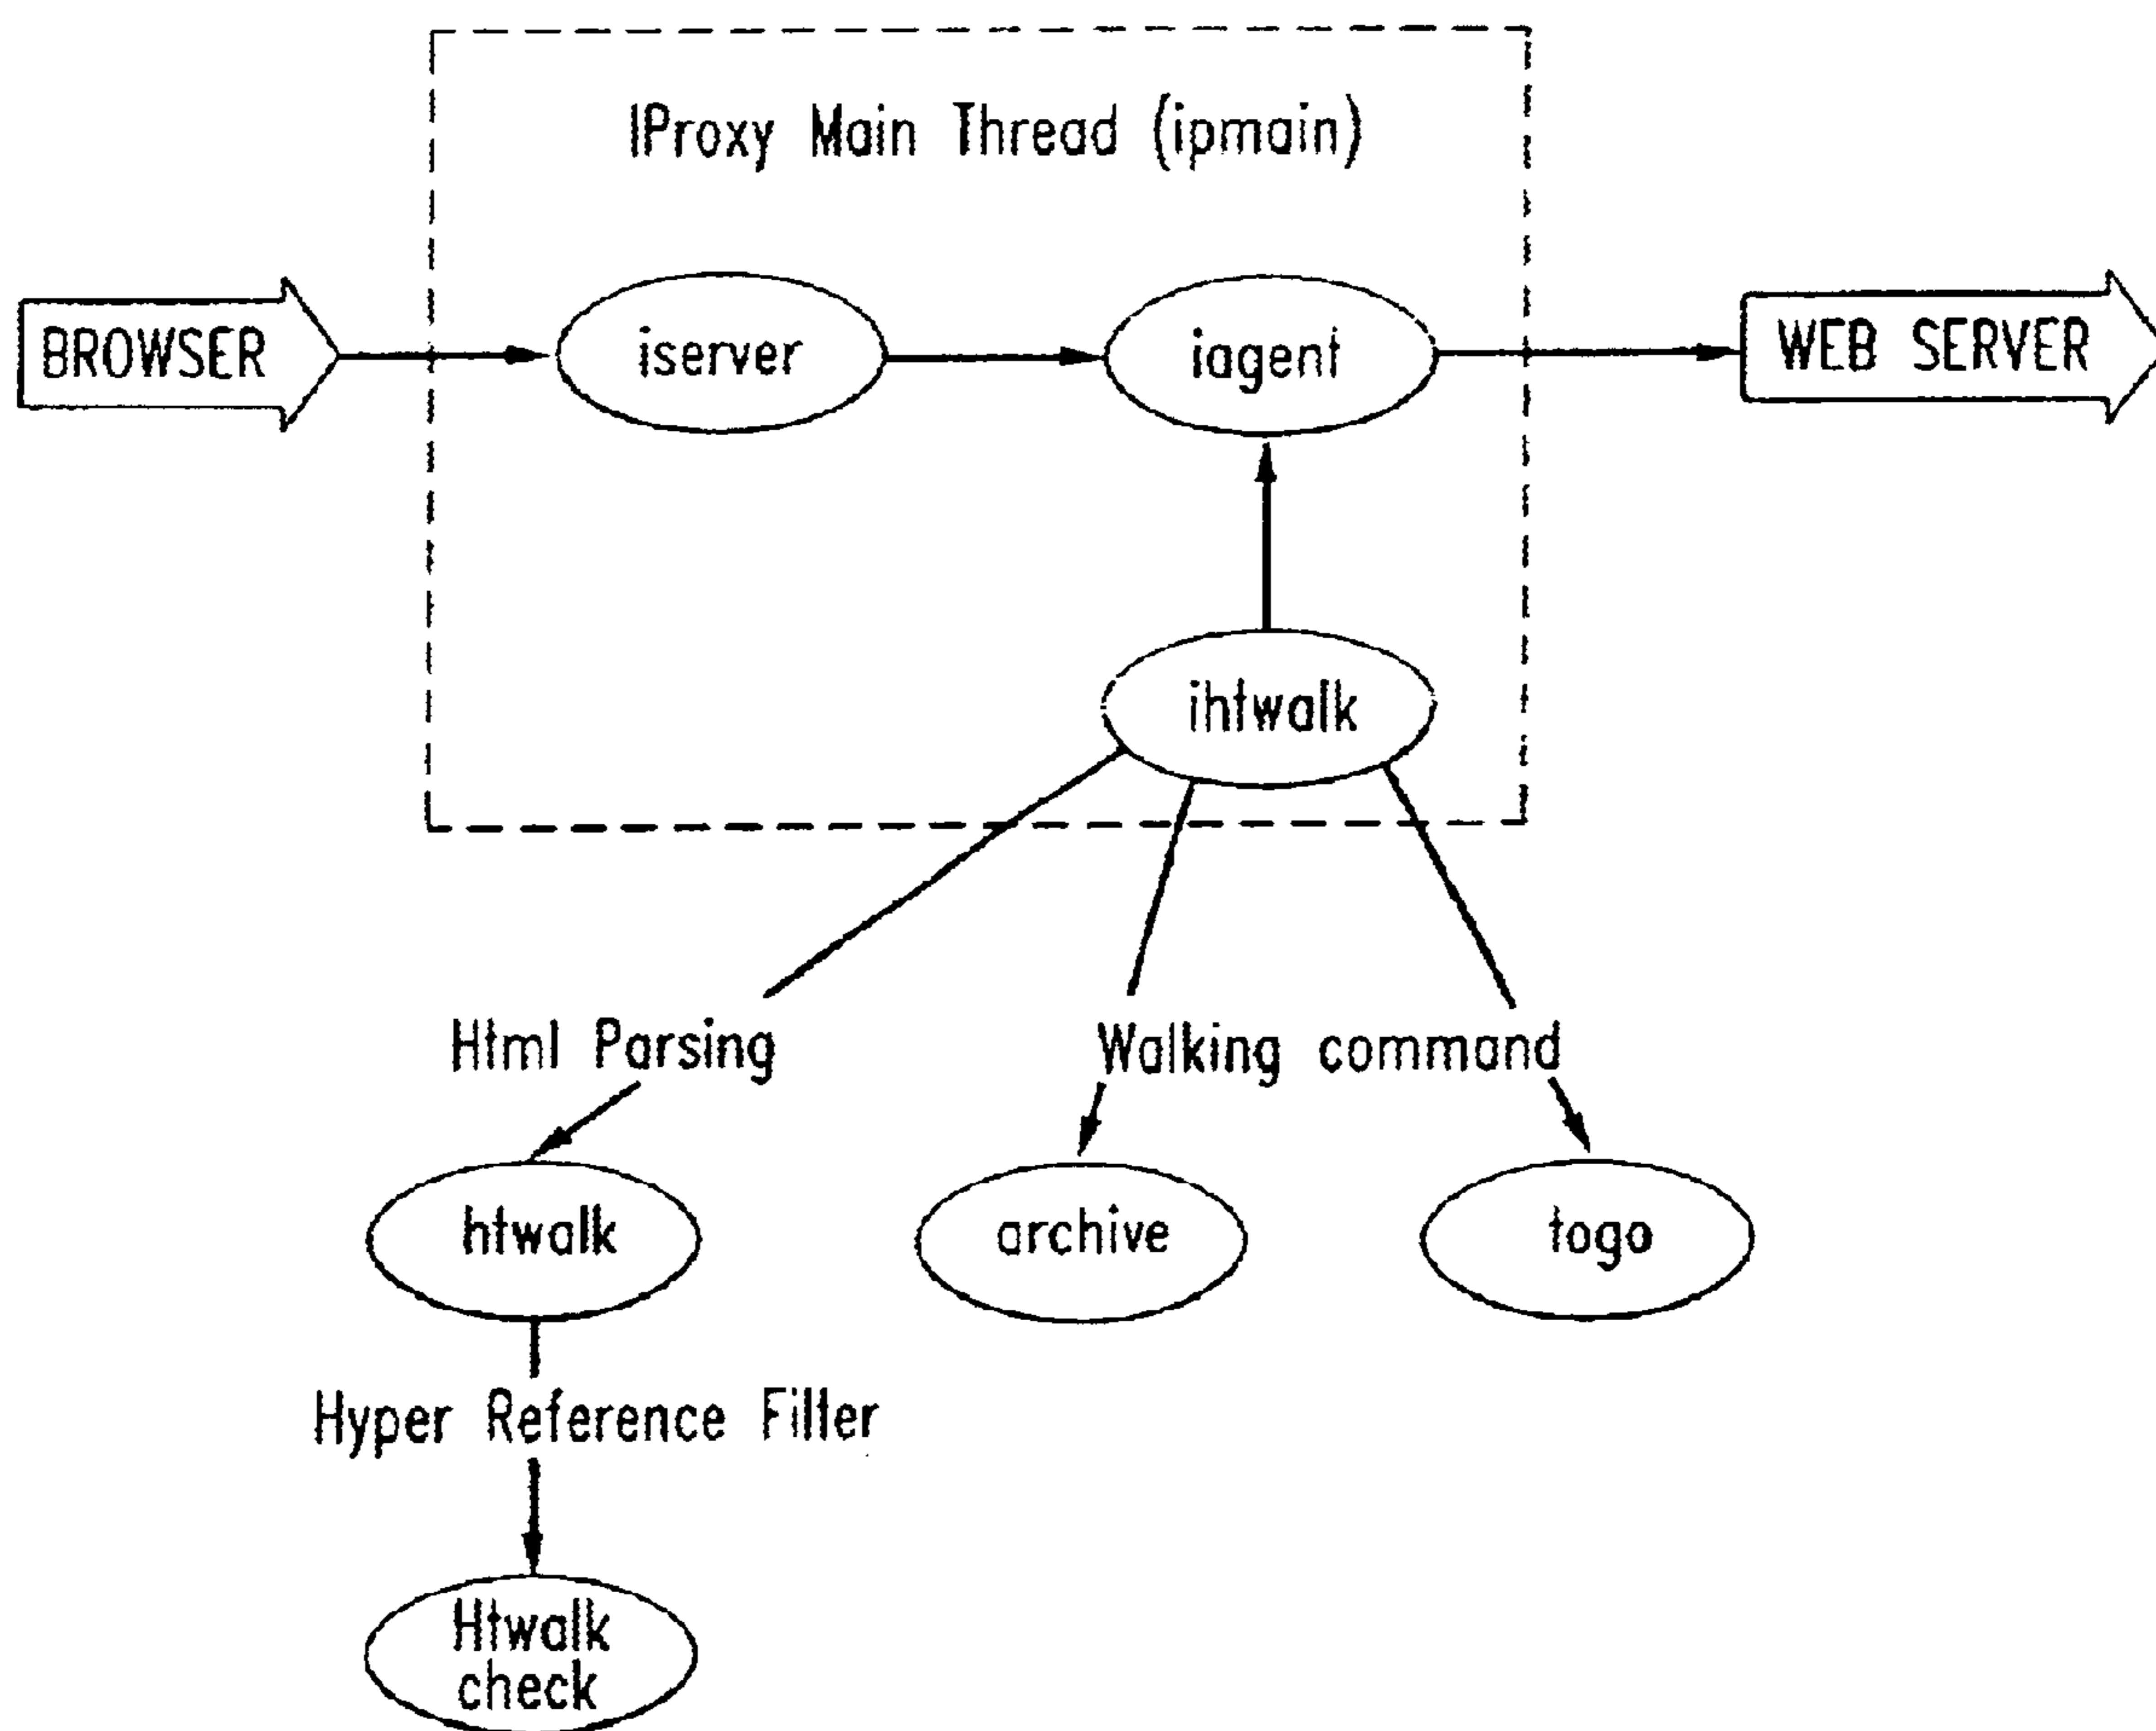 IProxy Main Thread (ipmain)
BROWSER
iserver
iagent
WEB SERVER
ihtwalk
Html Parsing
Walking command
htwalk
archive
togo
Hyper Reference Filter
Htwalk
check